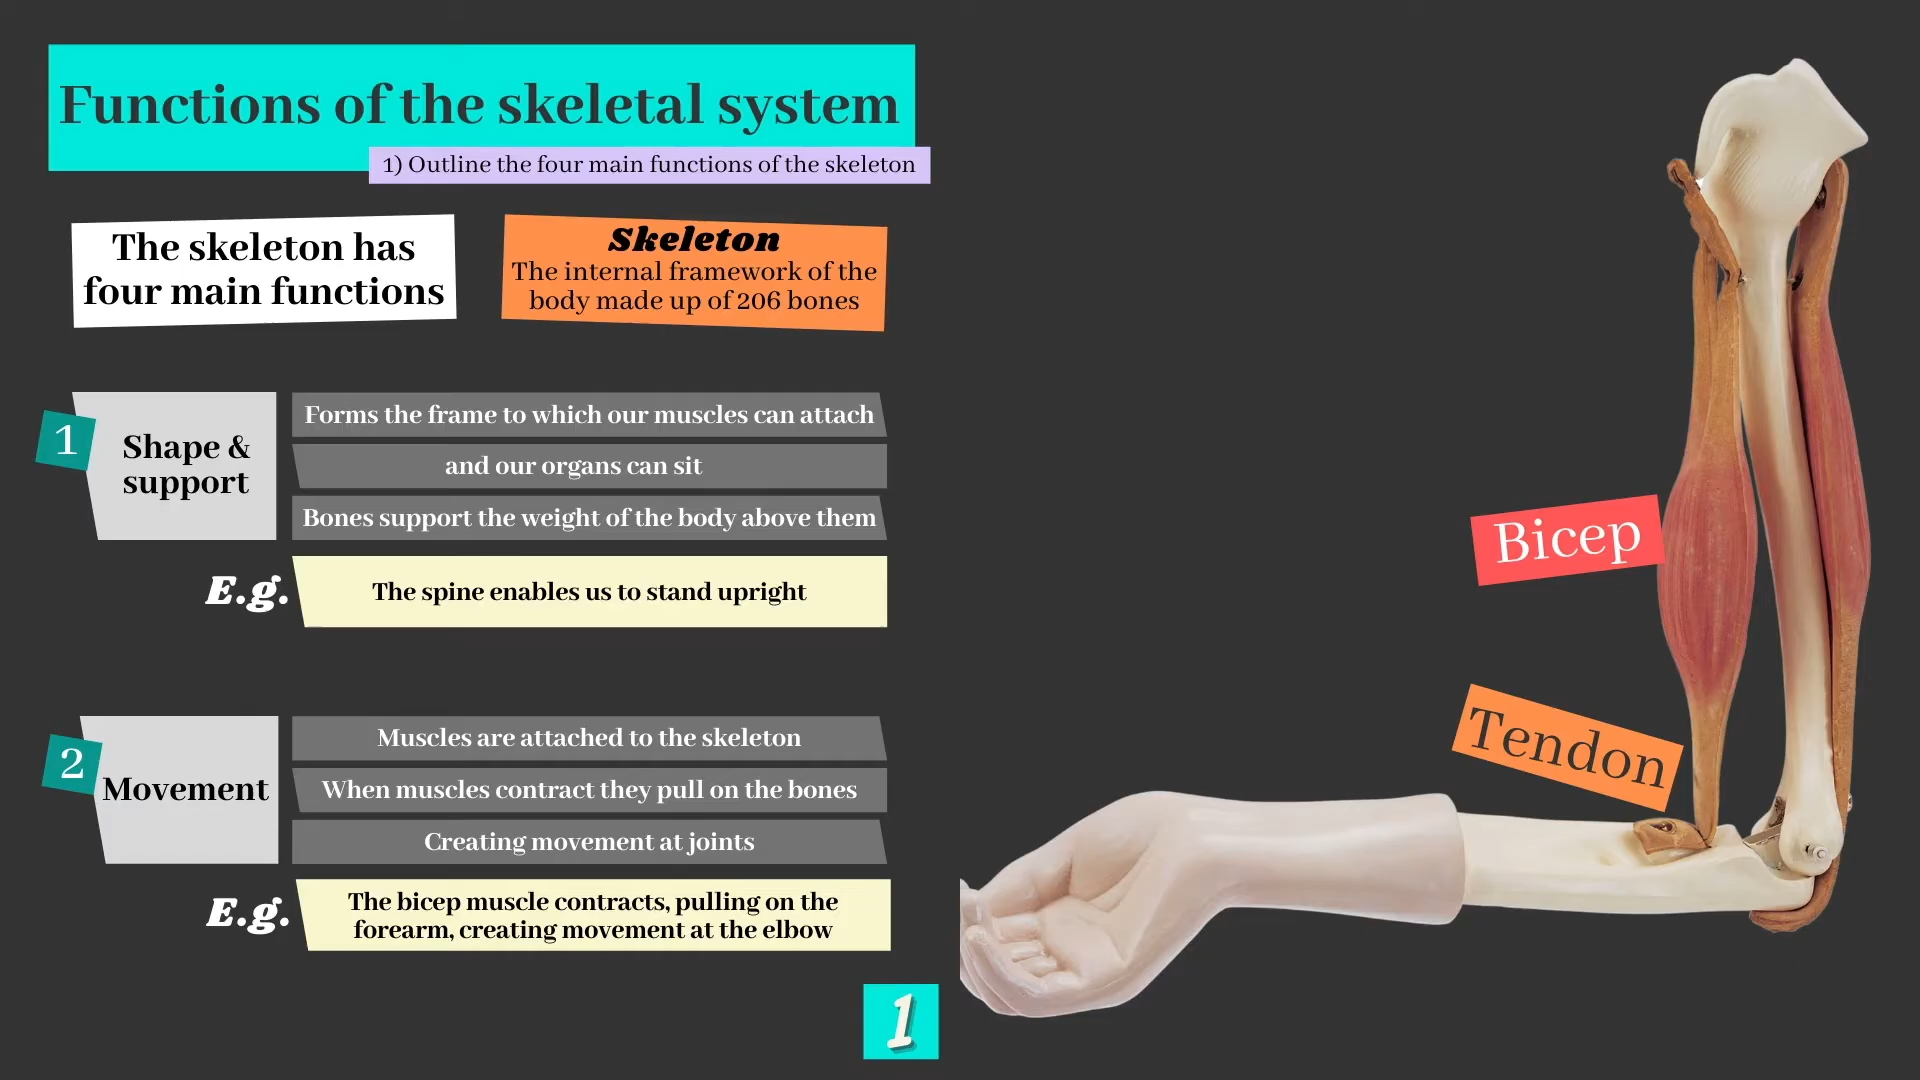 Functions of the skeletal system
1) Outline the four main functions of the skeleton
The skeleton has
four main functions
Skeleton
The internal framework of the
body made up of 206 bones
1
Shape &
support
Forms the frame to which our muscles can attach
and our organs can sit
Bones support the weight of the body above them
E.g.
The spine enables us to stand upright
2
Movement
Muscles are attached to the skeleton
When muscles contract they pull on the bones
Creating movement at joints
E.g.
The bicep muscle contracts, pulling on the
forearm, creating movement at the elbow
1
Bicep
Tendon